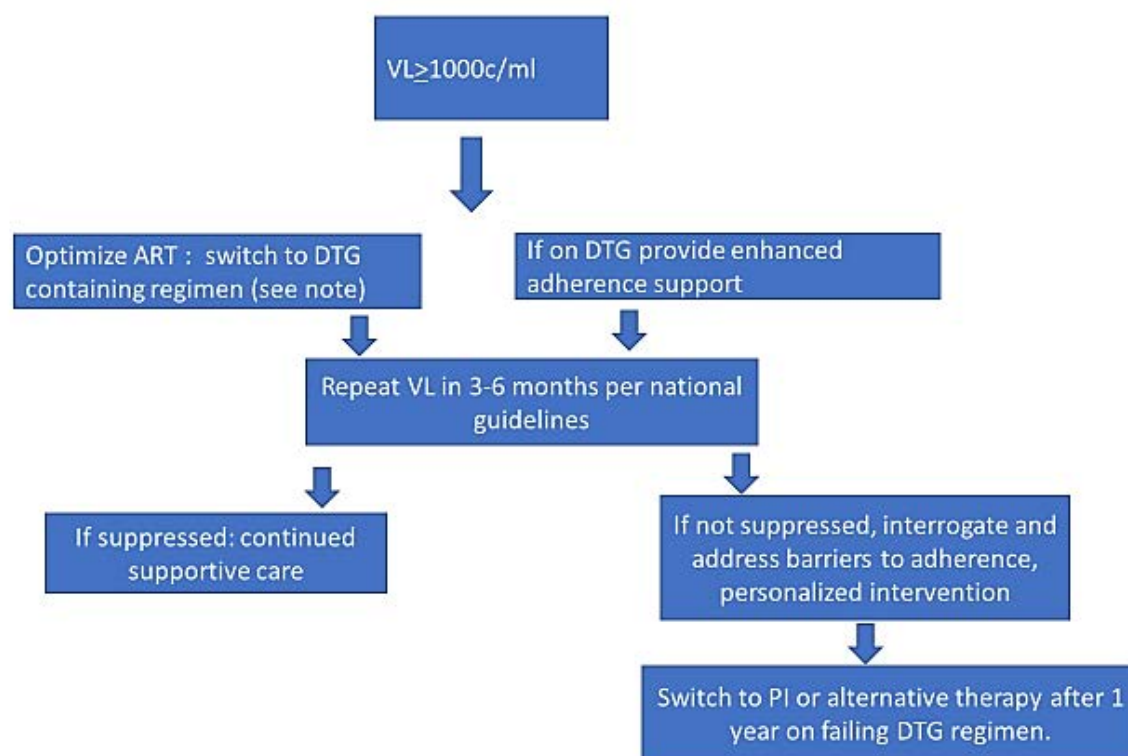 VL≥1000c/ml
Optimize ART : switch to DTG
containing regimen (see note)
If on DTG provide enhanced
adherence support
Repeat VL in 3-6 months per national
guidelines
If suppressed: continued
supportive care
If not suppressed, interrogate and
address barriers to adherence,
personalized intervention
Switch to PI or alternative therapy after 1
year on failing DTG regimen.